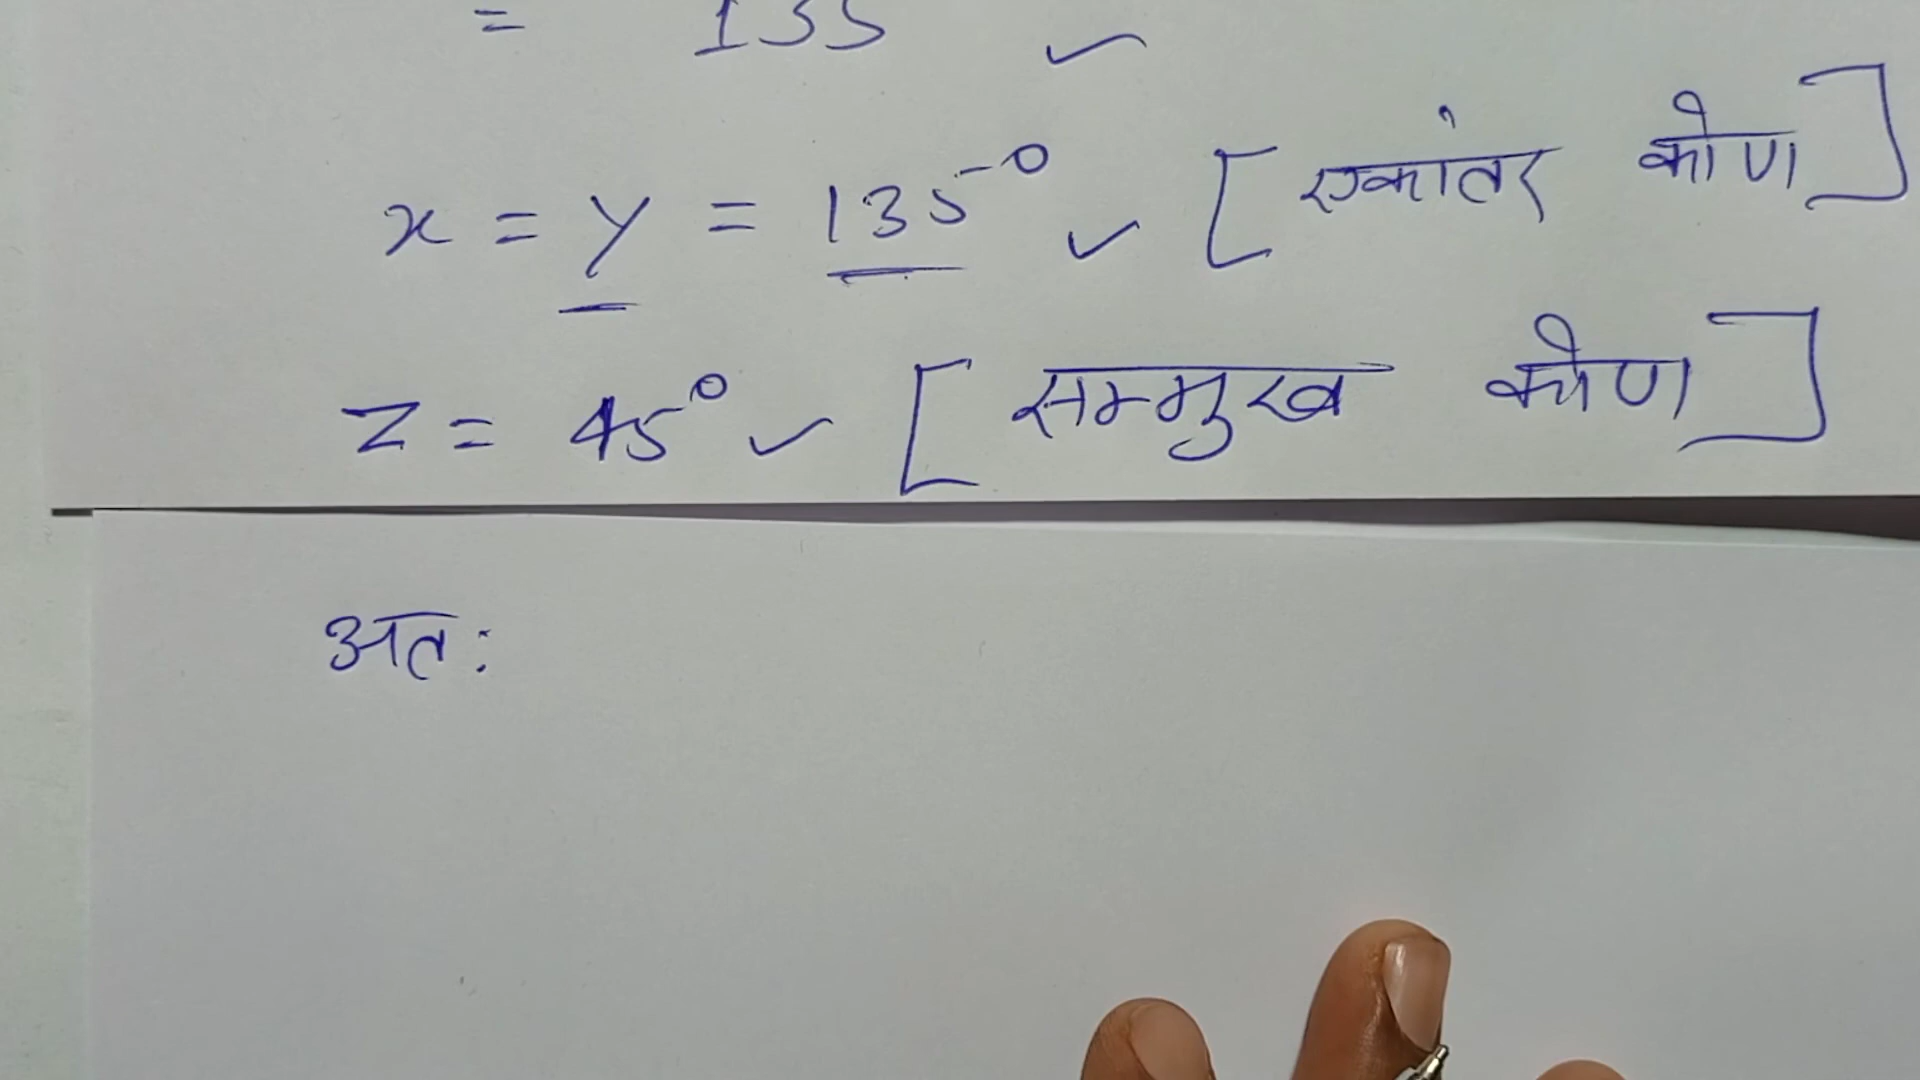 = 135
x = y = 135° [एकांतर कोण]
z = 45° [सम्मुख कोण]
अतः